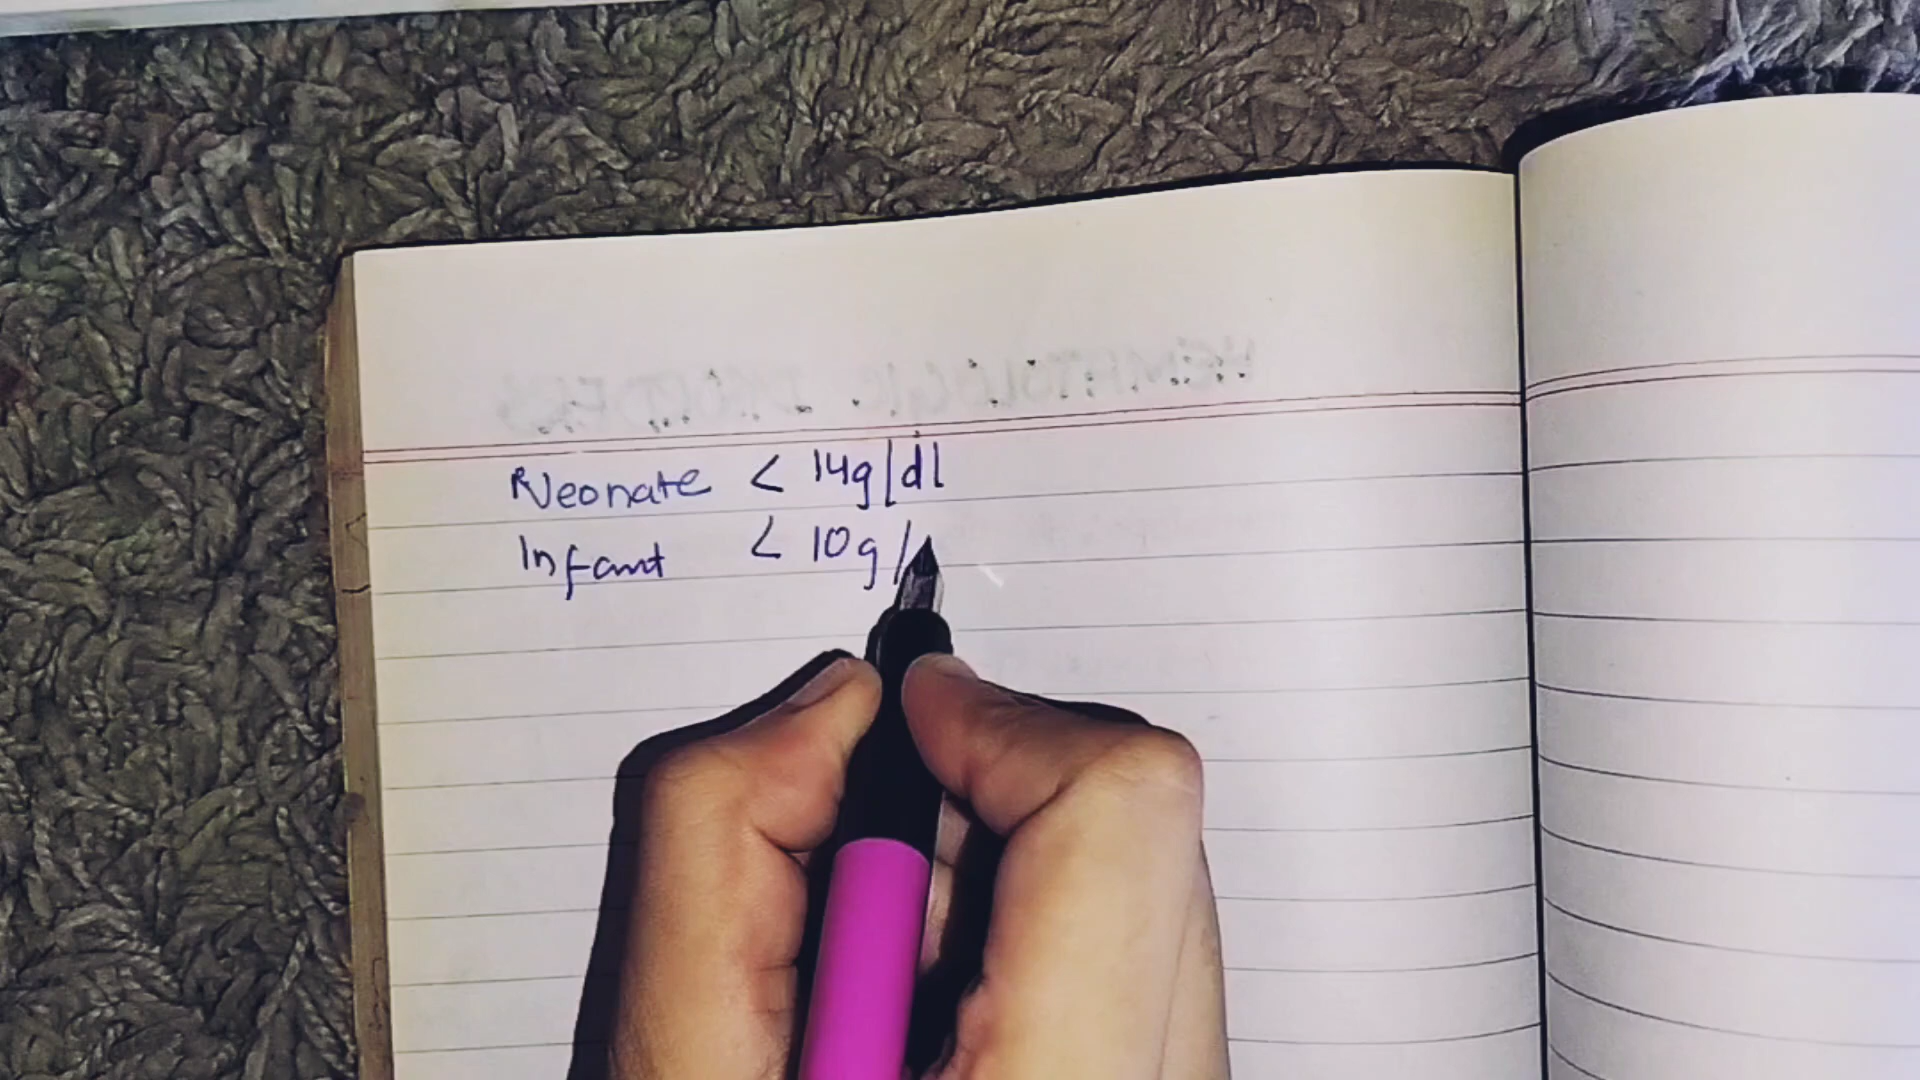 Neonate < 14g/dl
Infant < 10g/